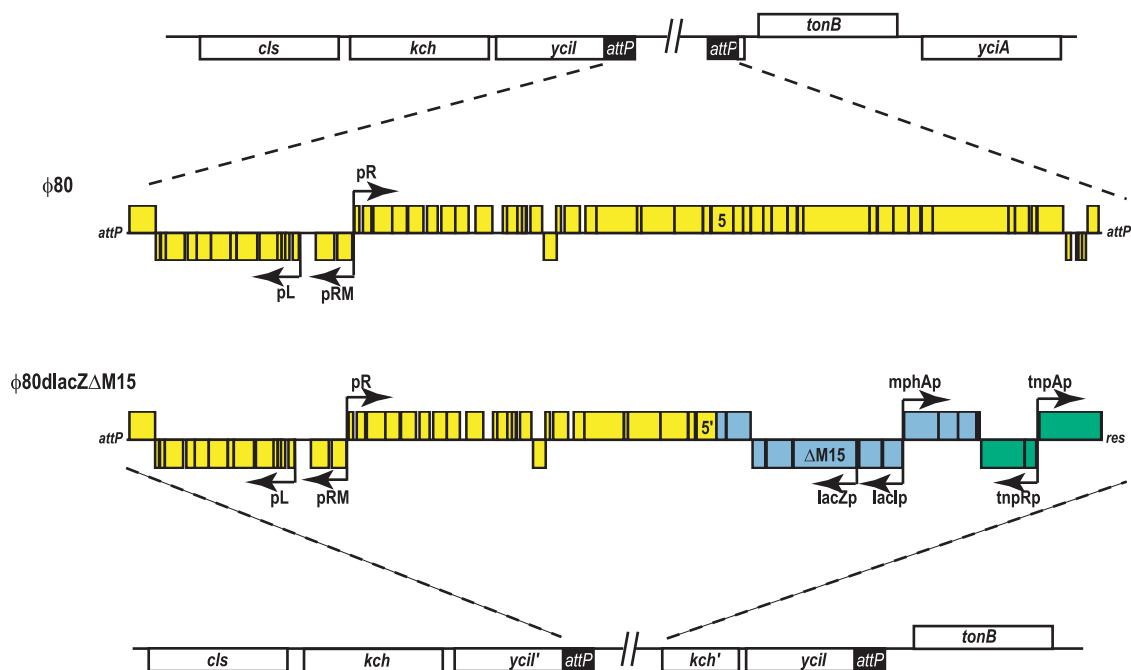 tonB
cls kch yciI attP // attP yciA
ϕ80
pR
attP 5 attP
pL pRM
ϕ80dlacZΔM15
pR mphAp tnpAp
attP 5' ΔM15 res
pL pRM lacZp lacIp tnpRp
tonB
cls kch yciI' attP // kch' yciI attP